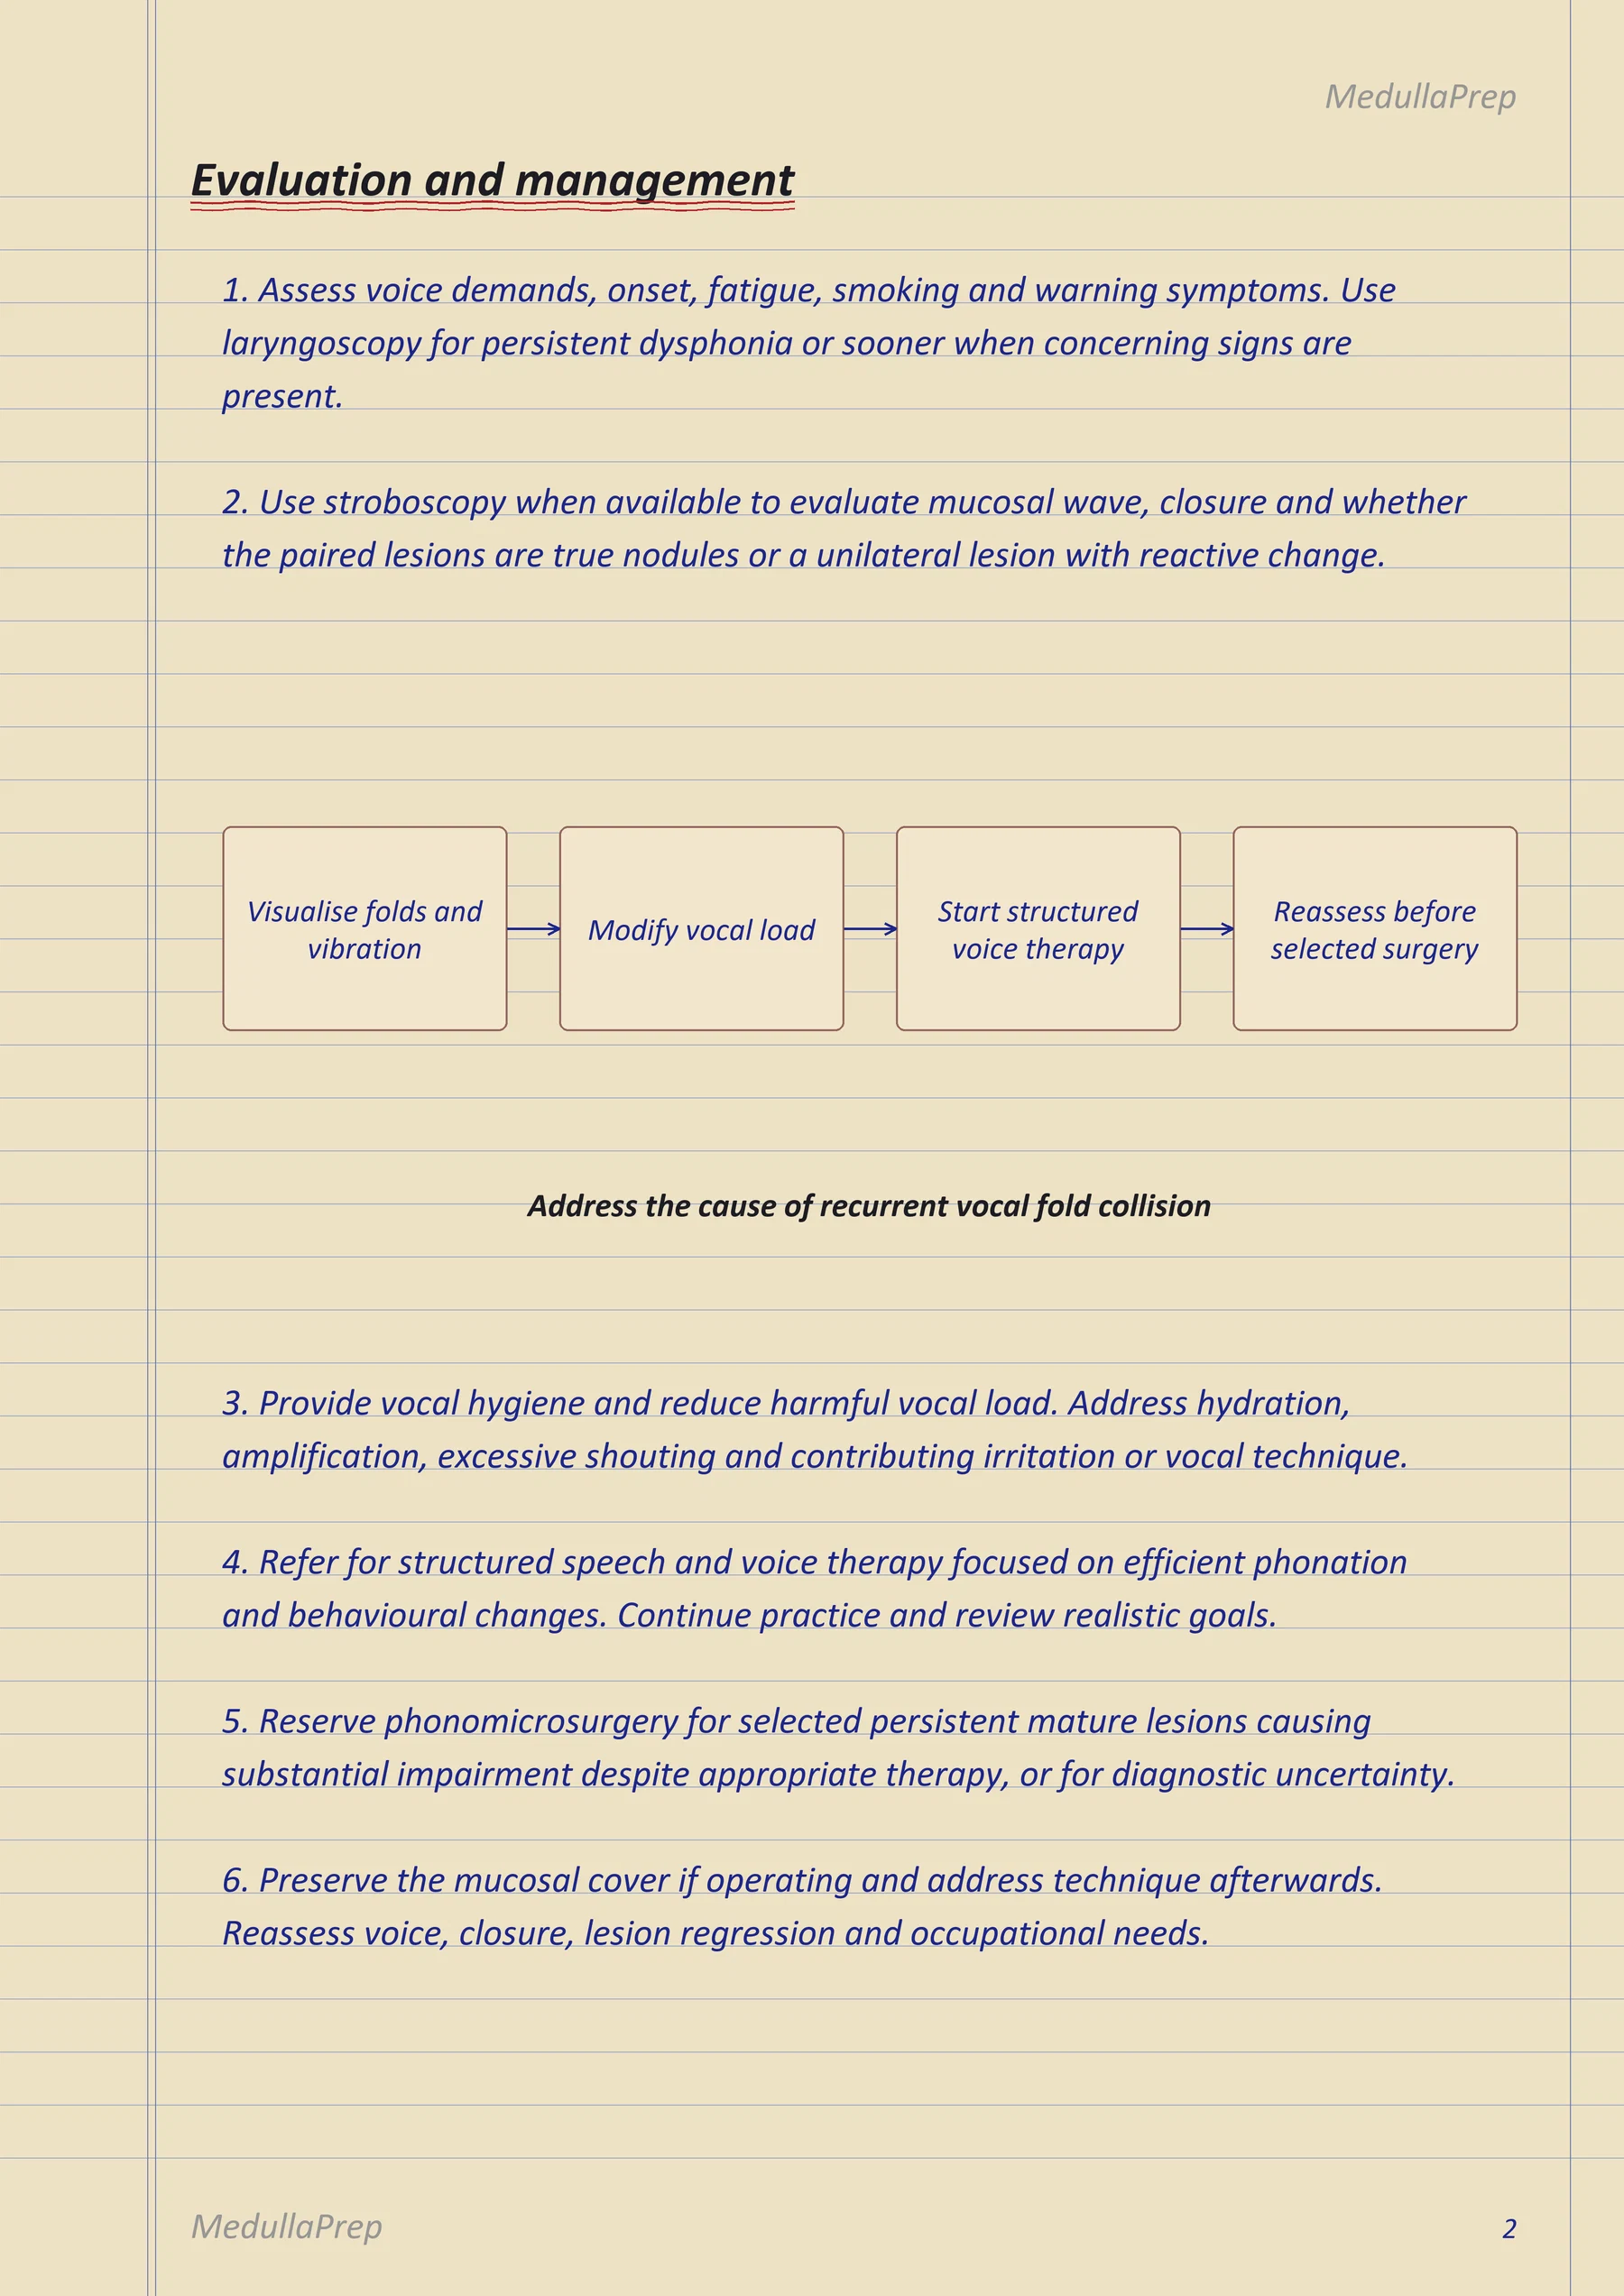 MedullaPrep
Evaluation and management
1. Assess voice demands, onset, fatigue, smoking and warning symptoms. Use
laryngoscopy for persistent dysphonia or sooner when concerning signs are
present.
2. Use stroboscopy when available to evaluate mucosal wave, closure and whether
the paired lesions are true nodules or a unilateral lesion with reactive change.
Visualise folds and
vibration
Modify vocal load
Start structured
voice therapy
Reassess before
selected surgery
Address the cause of recurrent vocal fold collision
3. Provide vocal hygiene and reduce harmful vocal load. Address hydration,
amplification, excessive shouting and contributing irritation or vocal technique.
4. Refer for structured speech and voice therapy focused on efficient phonation
and behavioural changes. Continue practice and review realistic goals.
5. Reserve phonomicrosurgery for selected persistent mature lesions causing
substantial impairment despite appropriate therapy, or for diagnostic uncertainty.
6. Preserve the mucosal cover if operating and address technique afterwards.
Reassess voice, closure, lesion regression and occupational needs.
MedullaPrep
2